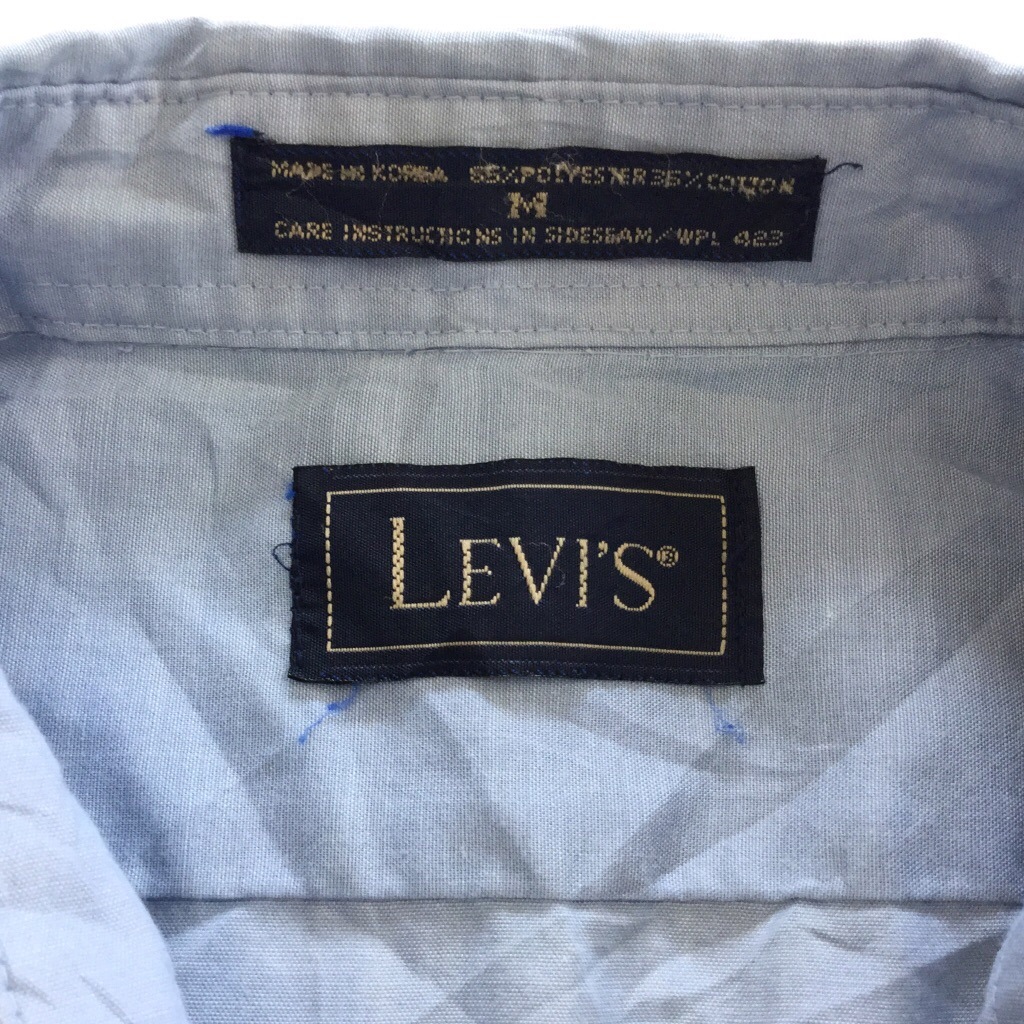 MADE IN KOREA 65%POLYESTER 35%COTTON
M
CARE INSTRUCTIONS IN SIDESEAM/WPL 423
LEVI'S®